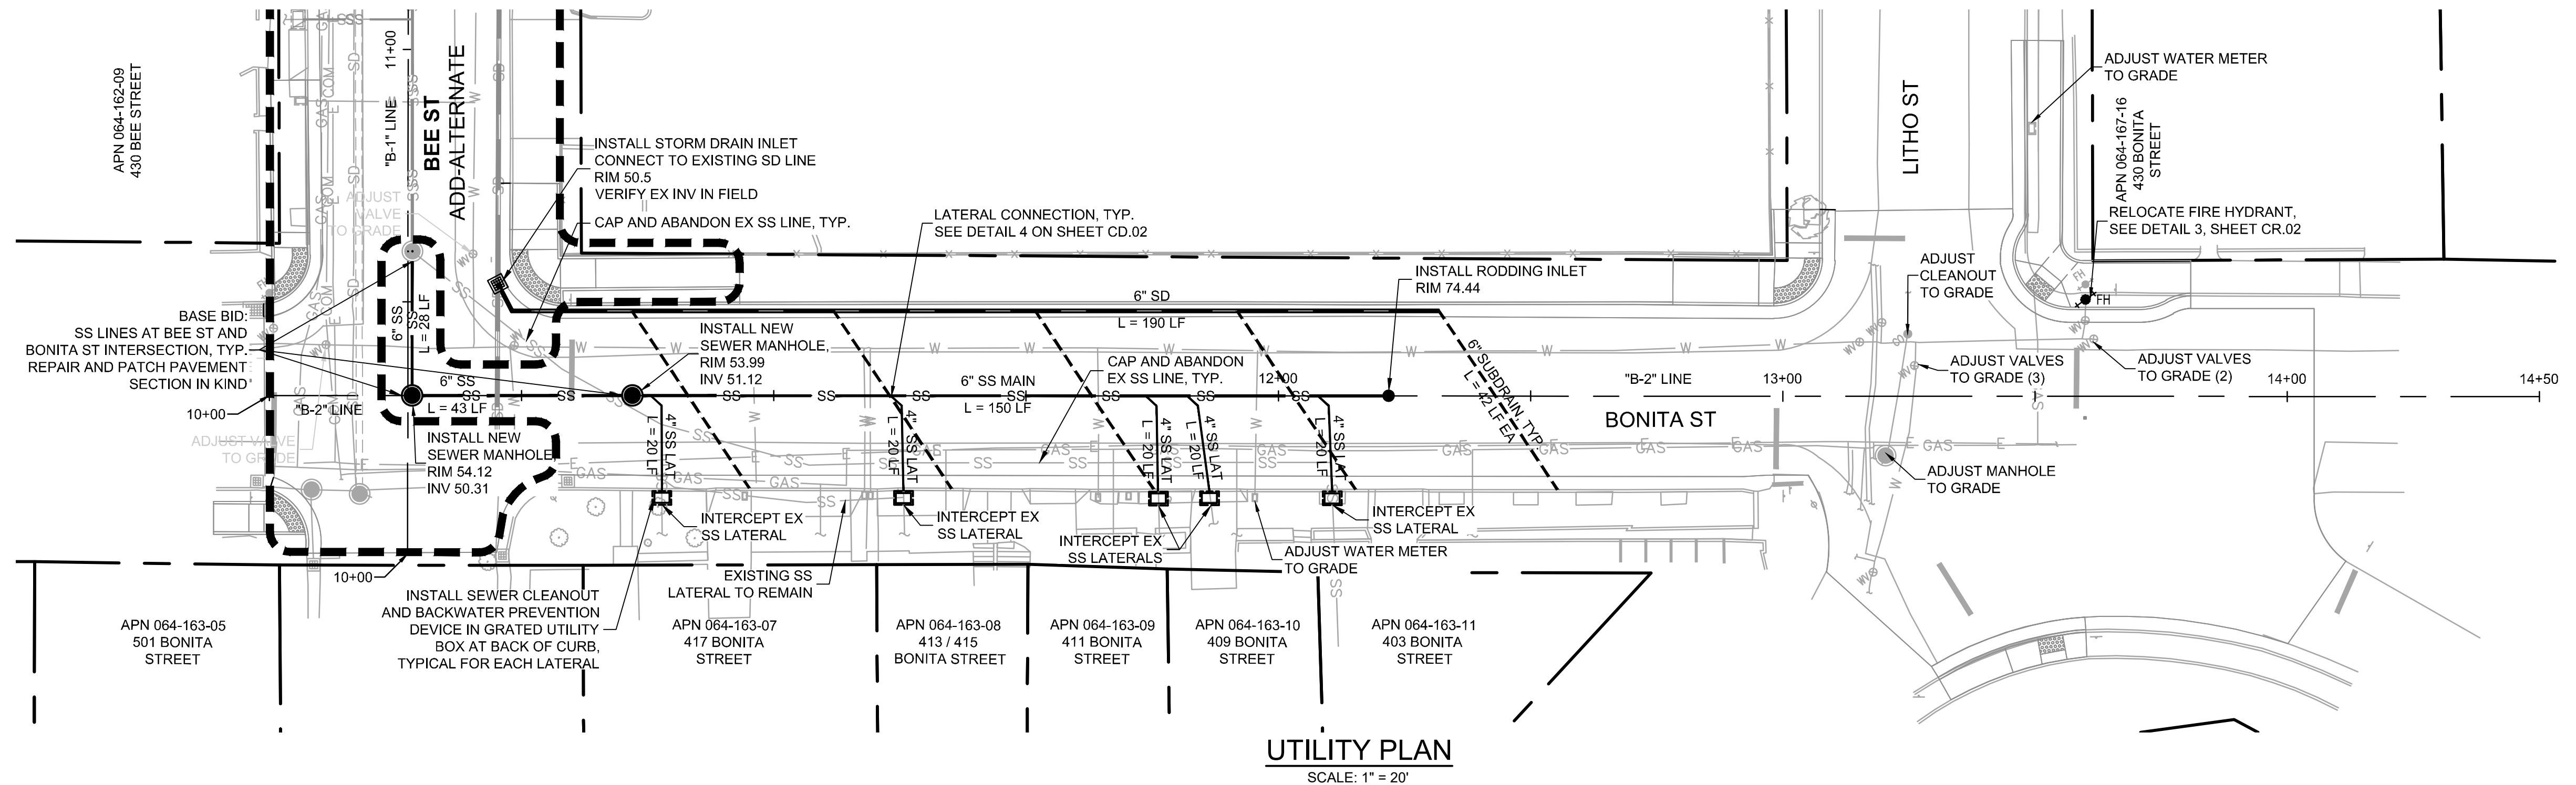 APN 064-162-09
430 BEE STREET
11+00
"B-1" LINE
BEE ST
ADD-ALTERNATE
ADJUST
VALVE
TO GRADE
INSTALL STORM DRAIN INLET
CONNECT TO EXISTING SD LINE
RIM 50.5
VERIFY EX INV IN FIELD
CAP AND ABANDON EX SS LINE, TYP.
LATERAL CONNECTION, TYP.
SEE DETAIL 4 ON SHEET CD.02
INSTALL RODDING INLET
RIM 74.44
LITHO ST
ADJUST WATER METER
TO GRADE
APN 064-167-16
430 BONITA
STREET
RELOCATE FIRE HYDRANT,
SEE DETAIL 3, SHEET CR.02
ADJUST
CLEANOUT
TO GRADE
FH
FH
BASE BID:
SS LINES AT BEE ST AND
BONITA ST INTERSECTION, TYP.
REPAIR AND PATCH PAVEMENT
SECTION IN KIND
6" SS
L = 28 LF
6" SS
L = 43 LF
INSTALL NEW
SEWER MANHOLE,
RIM 53.99
INV 51.12
6" SD
L = 190 LF
CAP AND ABANDON
EX SS LINE, TYP.
6" SS MAIN
L = 150 LF
12+00
6" SUBDRAIN, TYP
L = 42 LF EA
"B-2" LINE
13+00
14+00
14+50
ADJUST VALVES
TO GRADE (3)
ADJUST VALVES
TO GRADE (2)
BONITA ST
10+00
"B-2" LINE
ADJUST VALVE
TO GRADE
INSTALL NEW
SEWER MANHOLE,
RIM 54.12
INV 50.31
4" SS LAT
L = 20 LF
4" SS LAT
L = 20 LF
4" SS LAT
L = 20 LF
4" SS LAT
L = 20 LF
4" SS LAT
L = 20 LF
ADJUST MANHOLE
TO GRADE
INTERCEPT EX
SS LATERAL
INTERCEPT EX
SS LATERAL
INTERCEPT EX
SS LATERALS
INTERCEPT EX
SS LATERAL
ADJUST WATER METER
TO GRADE
10+00
EXISTING SS
LATERAL TO REMAIN
INSTALL SEWER CLEANOUT
AND BACKWATER PREVENTION
DEVICE IN GRATED UTILITY
BOX AT BACK OF CURB,
TYPICAL FOR EACH LATERAL
APN 064-163-05
501 BONITA
STREET
APN 064-163-07
417 BONITA
STREET
APN 064-163-08
413 / 415
BONITA STREET
APN 064-163-09
411 BONITA
STREET
APN 064-163-10
409 BONITA
STREET
APN 064-163-11
403 BONITA
STREET
UTILITY PLAN
SCALE: 1" = 20'